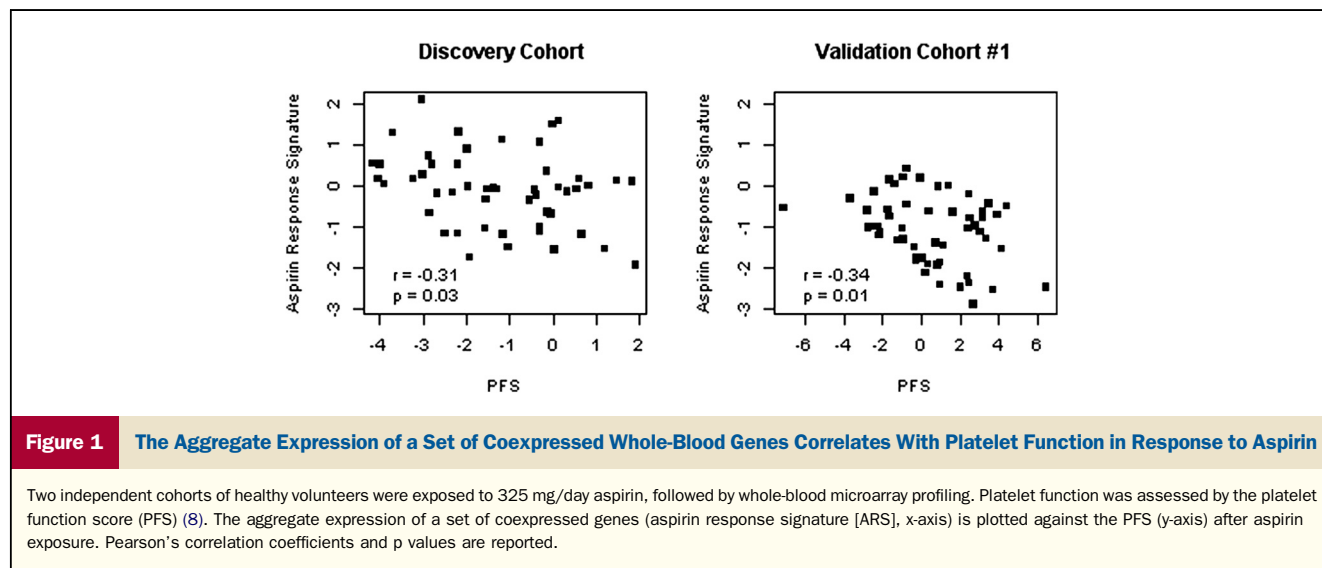 Discovery Cohort
Aspirin Response Signature
2
1
0
-1
-2
-3
r = -0.31
p = 0.03
-4 -3 -2 -1 0 1 2
PFS
Validation Cohort #1
Aspirin Response Signature
2
1
0
-1
-2
-3
r = -0.34
p = 0.01
-6 -4 -2 0 2 4 6
PFS
Figure 1 The Aggregate Expression of a Set of Coexpressed Whole-Blood Genes Correlates With Platelet Function in Response to Aspirin
Two independent cohorts of healthy volunteers were exposed to 325 mg/day aspirin, followed by whole-blood microarray profiling. Platelet function was assessed by the platelet
function score (PFS) (8). The aggregate expression of a set of coexpressed genes (aspirin response signature [ARS], x-axis) is plotted against the PFS (y-axis) after aspirin
exposure. Pearson's correlation coefficients and p values are reported.